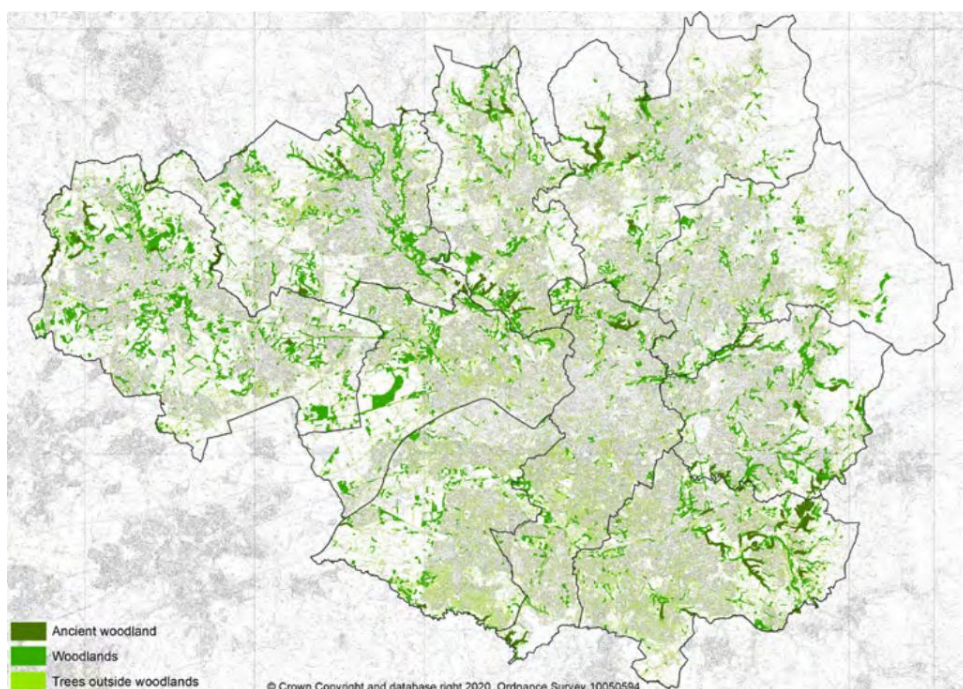 Ancient woodland
Woodlands
Trees outside woodlands
© Crown Copyright and database right 2020. Ordnance Survey 10050594